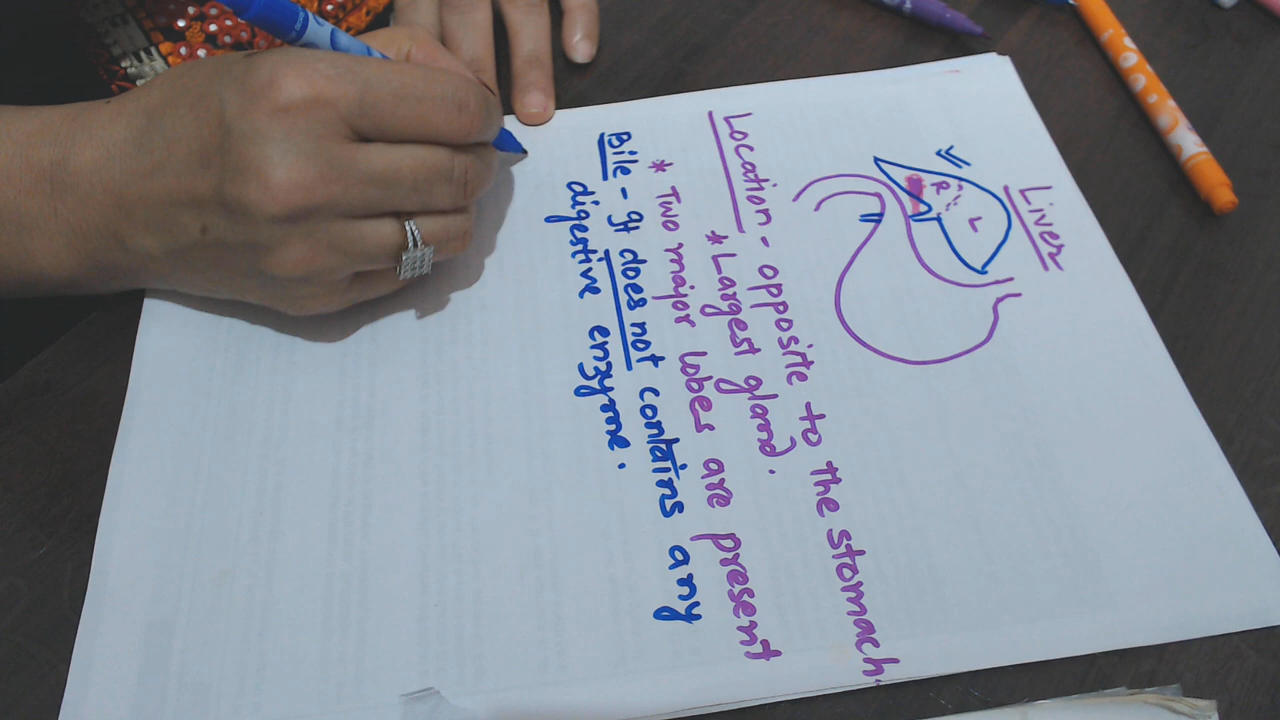 Liver
R
L
Location - opposite to the stomach.
* Largest gland.
* Two major lobes are present
Bile - It does not contains any
digestive enzyme.